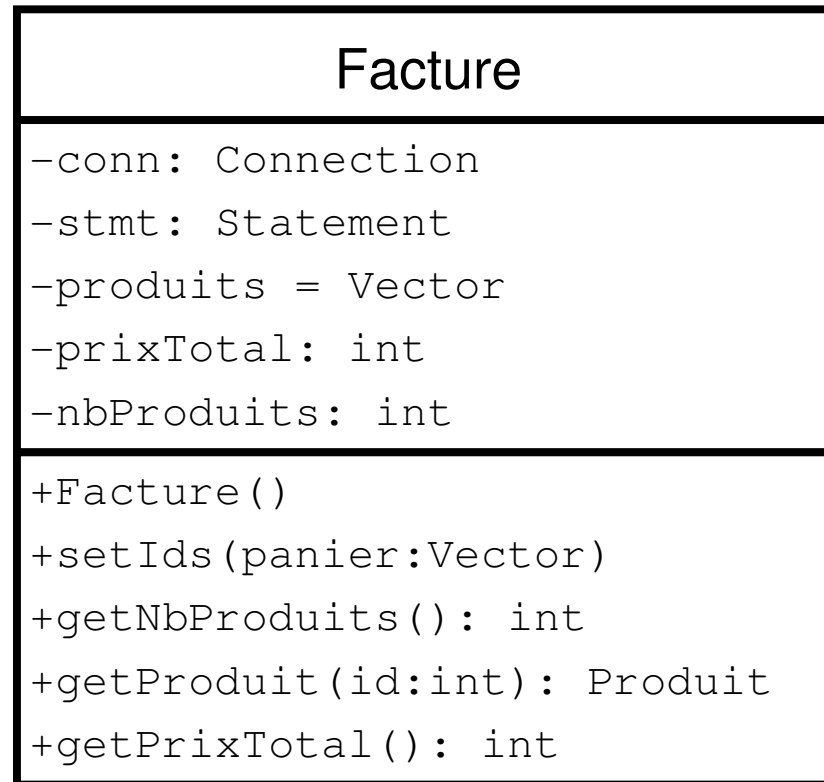 Facture
-conn: Connection
-stmt: Statement
-produits = Vector
-prixTotal: int
-nbProduits: int
+Facture()
+setIds(panier:Vector)
+getNbProduits(): int
+getProduit(id:int): Produit
+getPrixTotal(): int